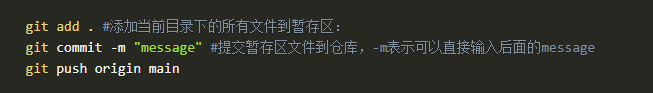 git add . #添加当前目录下的所有文件到暂存区：
git commit -m "message" #提交暂存区文件到仓库，-m表示可以直接输入后面的message
git push origin main